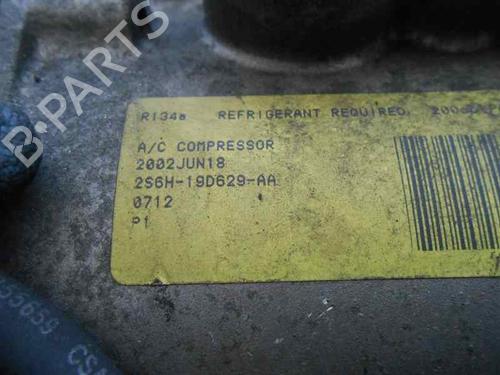 B-PARTS
R134a REFRIGERANT REQUIRED.
A/C COMPRESSOR
2002JUN18
2S6H-19D629-AA
0712
P1